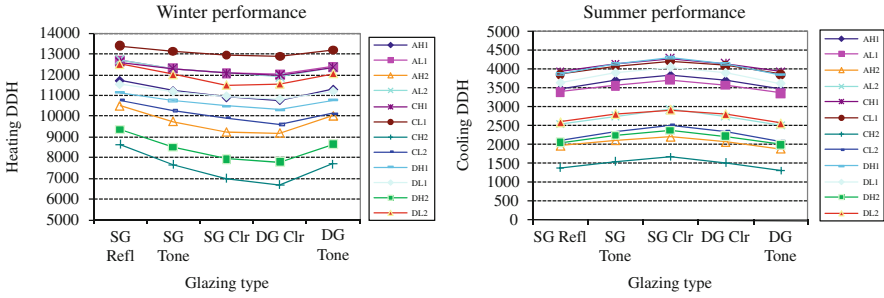 Winter performance
14000
13000
12000
11000
10000
9000
8000
7000
6000
5000
Heating DDH
SG Refl
SG Tone
SG Clr
DG Clr
DG Tone
Glazing type
AH1
AL1
AH2
AL2
CH1
CL1
CH2
CL2
DH1
DL1
DH2
DL2
Summer performance
5000
4500
4000
3500
3000
2500
2000
1500
1000
500
0
Cooling DDH
SG Refl
SG Tone
SG Clr
DG Clr
DG Tone
Glazing type
AH1
AL1
AH2
AL2
CH1
CL1
CH2
CL2
DH1
DL1
DH2
DL2